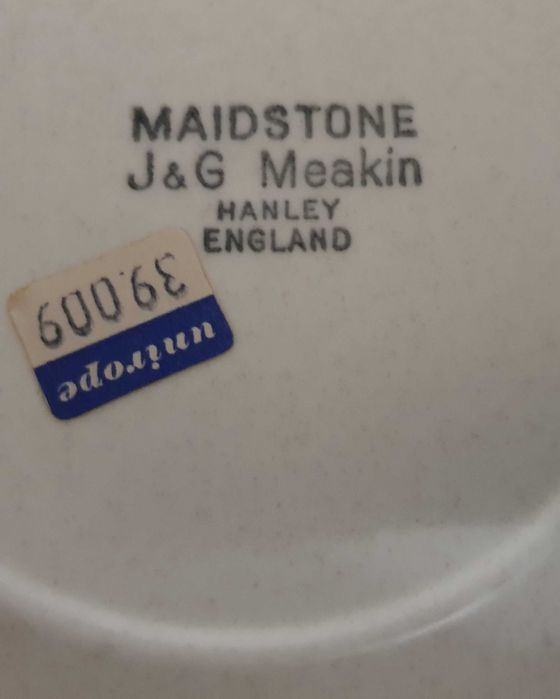 MAIDSTONE
J&G Meakin
HANLEY
ENGLAND
39.009
unirope